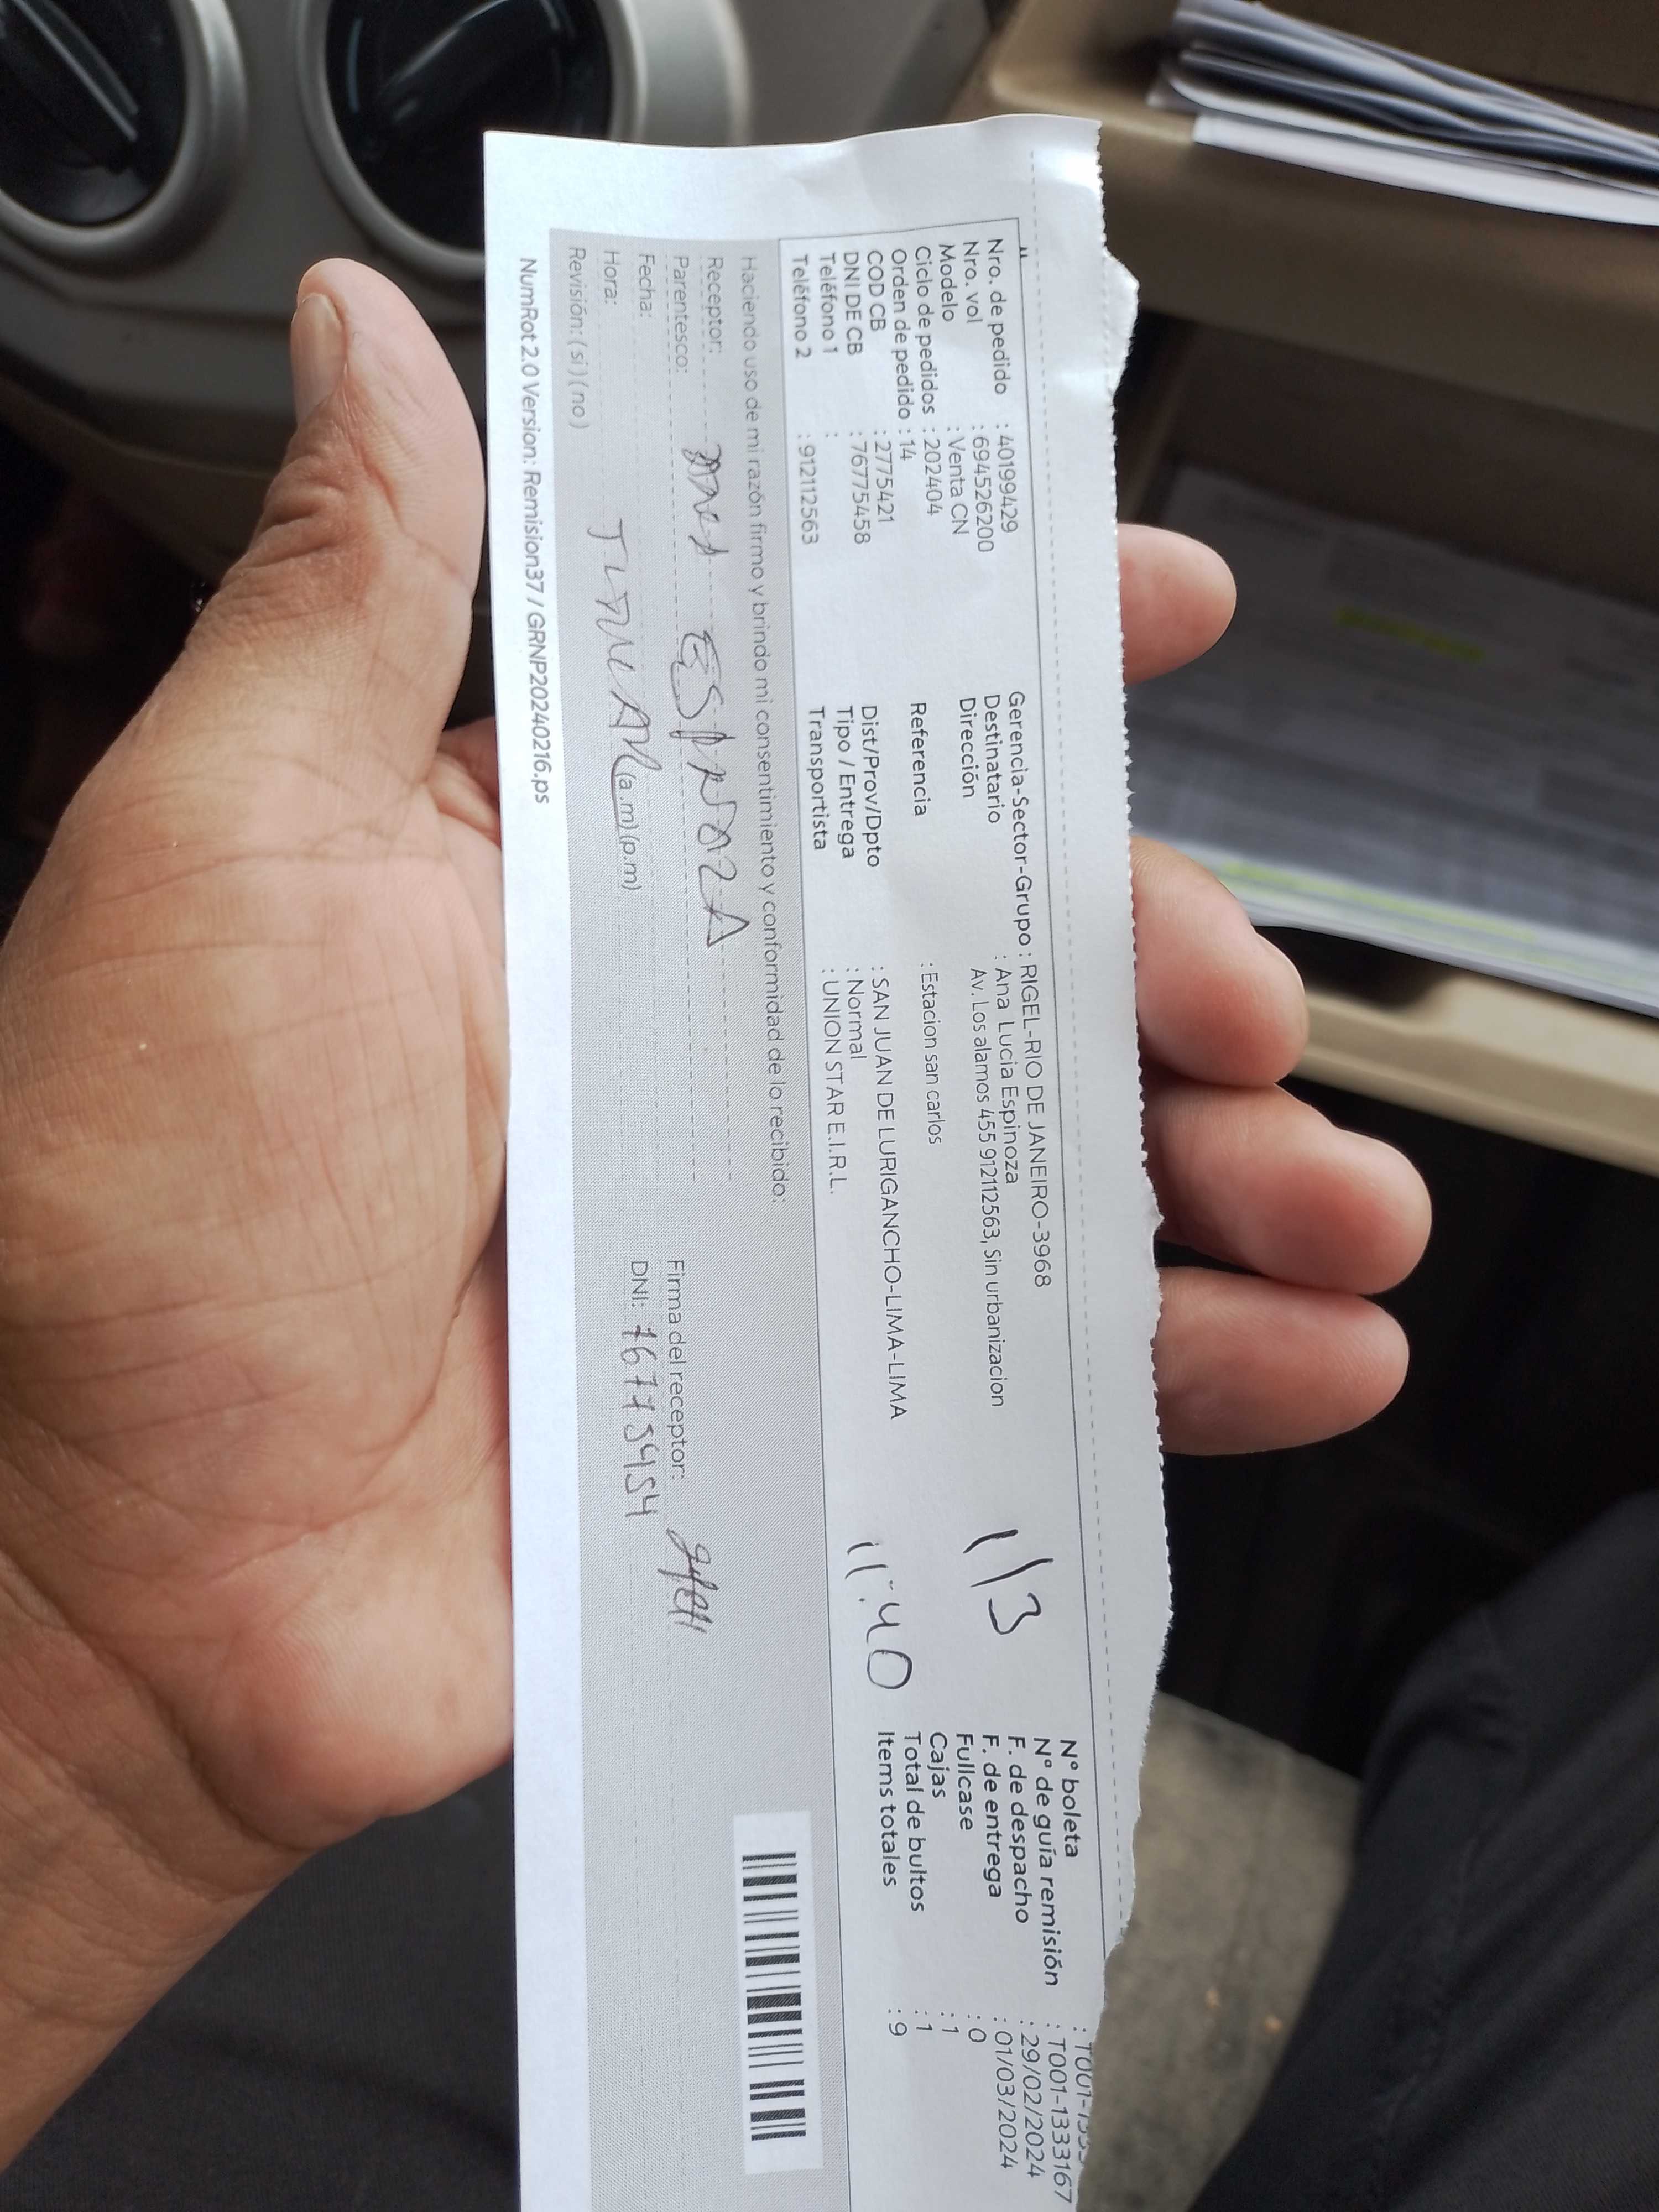 Nro. de pedido : 40199429
Nro. vol : 694526200
Modelo : Venta CN
Ciclo de pedidos : 202404
Orden de pedido : 14
COD CB : 2775421
DNI DE CB : 76775458
Teléfono 1 :
Teléfono 2 : 912112563
Gerencia-Sector-Grupo : RIGEL-RIO DE JANEIRO-3968
Destinatario : Ana Lucia Espinoza
Dirección Av. Los alamos 455 912112563, Sin urbanizacion
Referencia : Estacion san carlos
Dist/Prov/Dpto : SAN JUAN DE LURIGANCHO-LIMA-LIMA
Tipo / Entrega : Normal
Transportista : UNION STAR E.I.R.L.
1/3
11:40
N° boleta : T001-133
N° de guía remisión : T001-1333167
F. de despacho : 29/02/2024
F. de entrega : 01/03/2024
Fullcase : 0
Cajas : 1
Total de bultos : 1
Items totales : 9
Haciendo uso de mi razón firmo y brindo mi consentimiento y conformidad de lo recibido:
Receptor: ESPINOZA
Parentesco:
Fecha:
Hora: (a.m) (p.m)
Revisión: ( si ) ( no )
Firma del receptor:
DNI: 76775454
NumRot 2.0 Version: Remision37 / GRNP20240216.ps